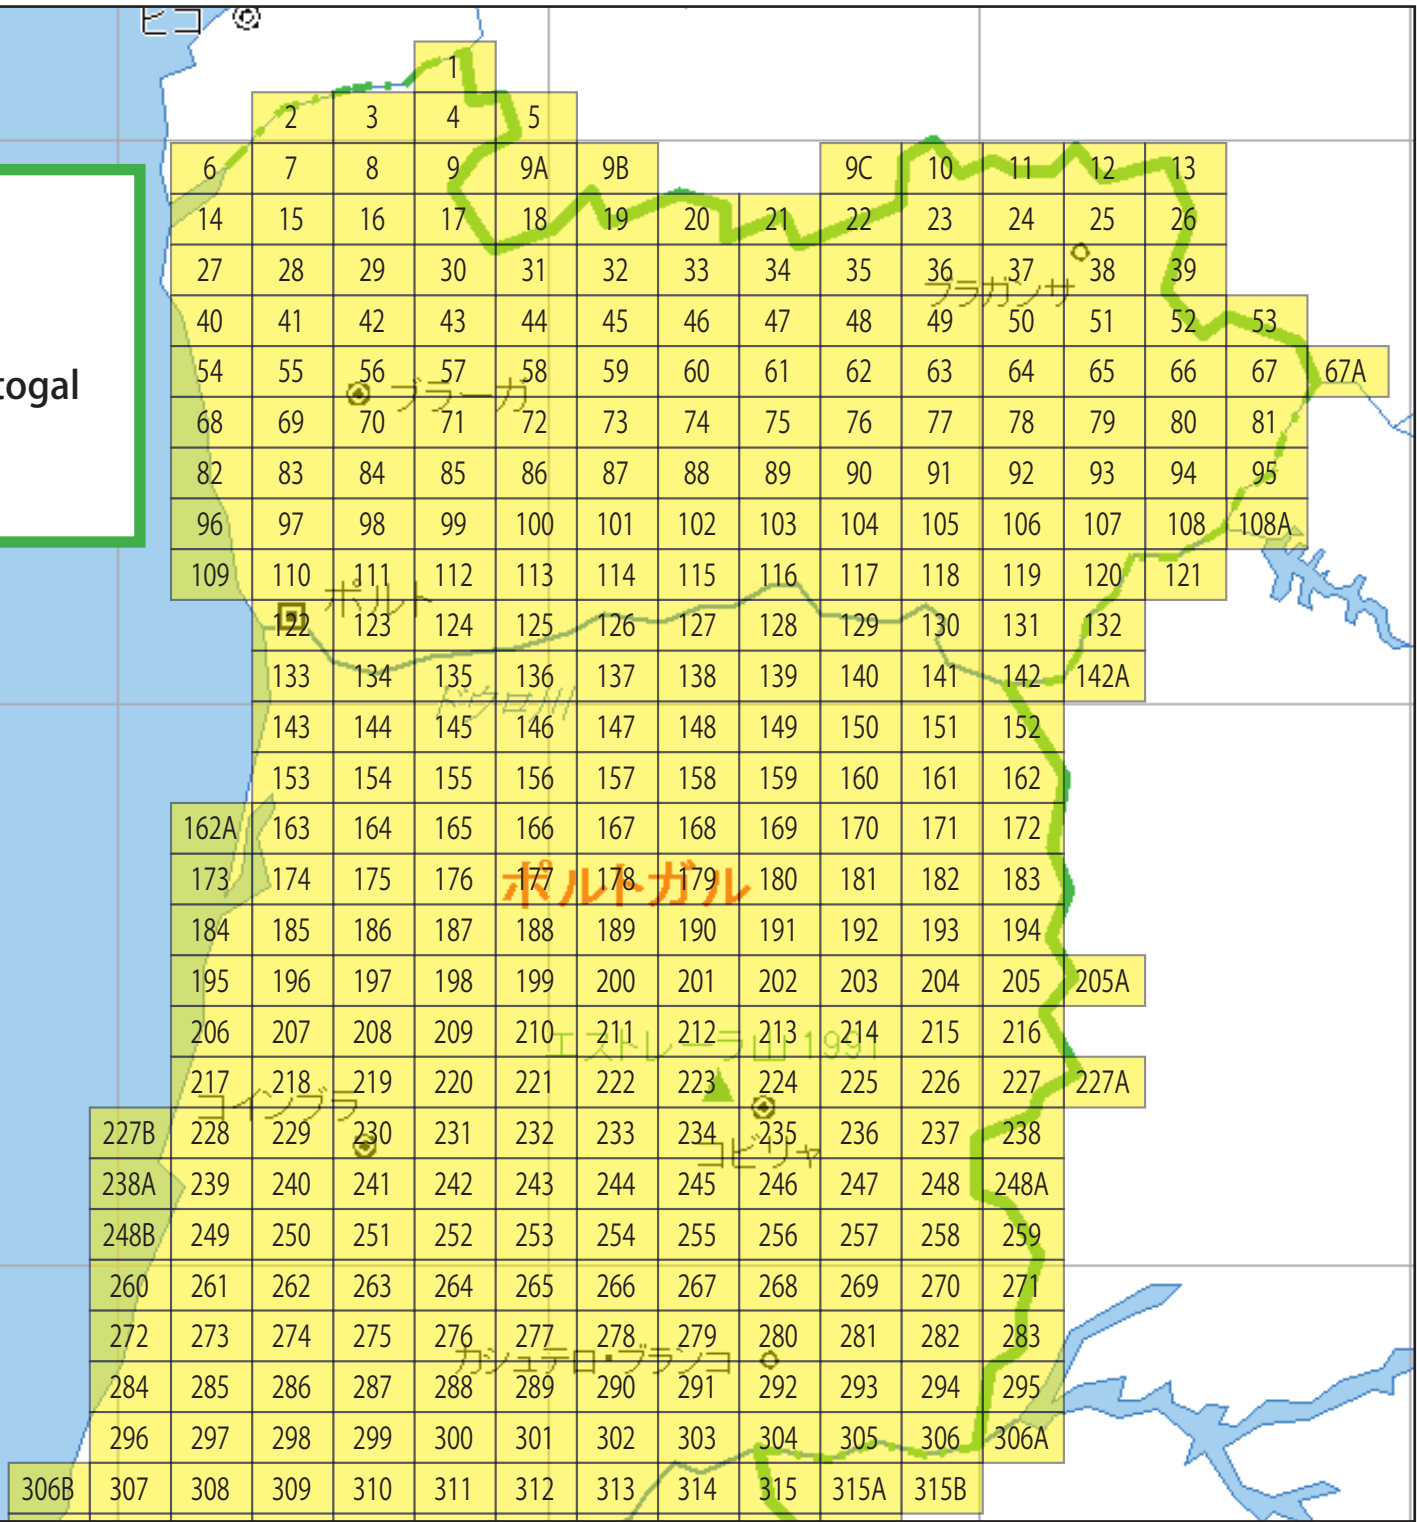 ビゴ
1
2 3 4 5
6 7 8 9 9A 9B 9C 10 11 12 13
14 15 16 17 18 19 20 21 22 23 24 25 26
27 28 29 30 31 32 33 34 35 36 37 38 39
ブラガンサ
40 41 42 43 44 45 46 47 48 49 50 51 52 53
54 55 56 57 58 59 60 61 62 63 64 65 66 67 67A
togal
ブラーガ
68 69 70 71 72 73 74 75 76 77 78 79 80 81
82 83 84 85 86 87 88 89 90 91 92 93 94 95
96 97 98 99 100 101 102 103 104 105 106 107 108 108A
109 110 111 112 113 114 115 116 117 118 119 120 121
ポルト
122 123 124 125 126 127 128 129 130 131 132
133 134 135 136 137 138 139 140 141 142 142A
ドウロ川
143 144 145 146 147 148 149 150 151 152
153 154 155 156 157 158 159 160 161 162
162A 163 164 165 166 167 168 169 170 171 172
173 174 175 176 177 178 179 180 181 182 183
ポルトガル
184 185 186 187 188 189 190 191 192 193 194
195 196 197 198 199 200 201 202 203 204 205 205A
206 207 208 209 210 211 212 213 214 215 216
エストレーラ山 1991
217 218 219 220 221 222 223 224 225 226 227 227A
コインブラ
227B 228 229 230 231 232 233 234 235 236 237 238
コビリャ
238A 239 240 241 242 243 244 245 246 247 248 248A
248B 249 250 251 252 253 254 255 256 257 258 259
260 261 262 263 264 265 266 267 268 269 270 271
272 273 274 275 276 277 278 279 280 281 282 283
カシュテロ・ブランコ
284 285 286 287 288 289 290 291 292 293 294 295
296 297 298 299 300 301 302 303 304 305 306 306A
306B 307 308 309 310 311 312 313 314 315 315A 315B